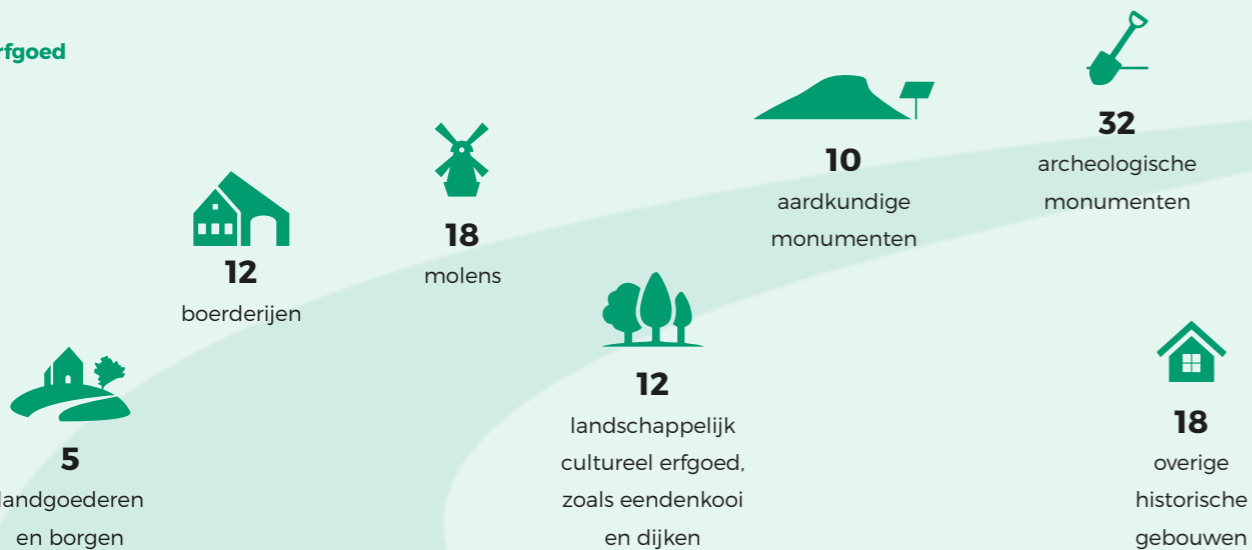 rfgoed
5
landgoederen
en borgen
12
boerderijen
18
molens
12
landschappelijk
cultureel erfgoed,
zoals eendenkooi
en dijken
10
aardkundige
monumenten
32
archeologische
monumenten
18
overige
historische
gebouwen